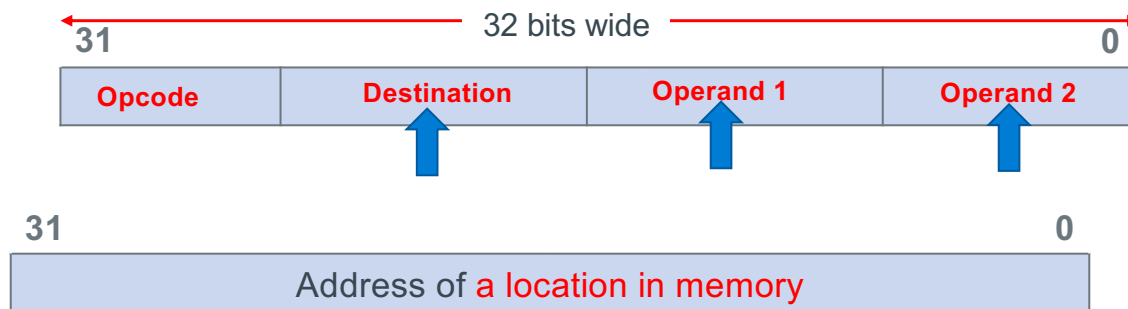 32 bits wide
31 0
Opcode Destination Operand 1 Operand 2
31 0
Address of a location in memory